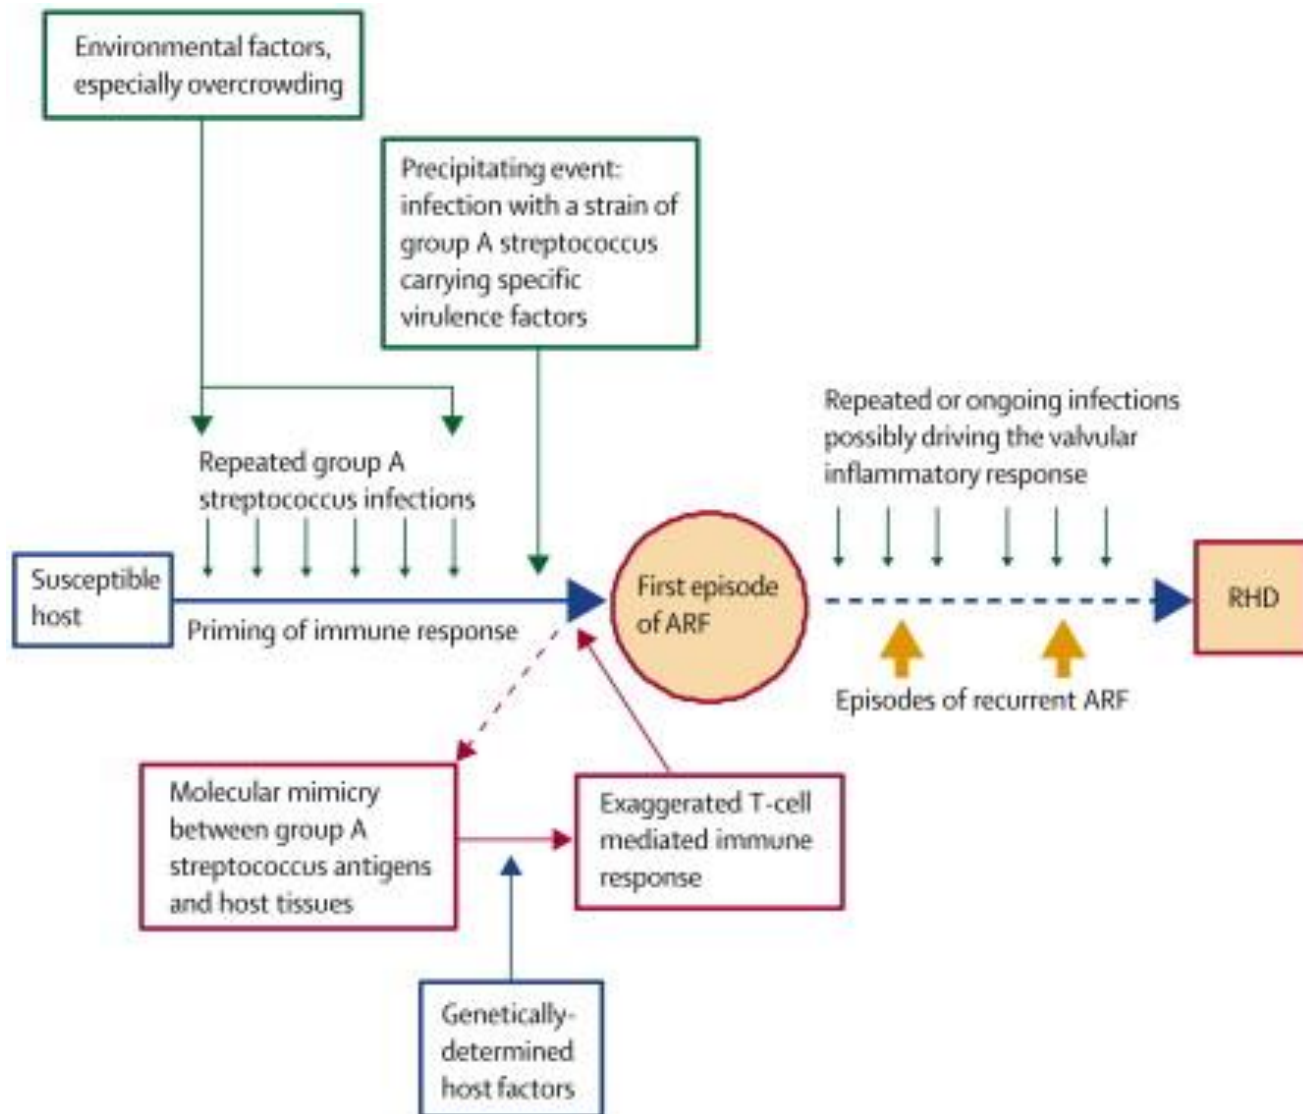 Environmental factors,
especially overcrowding
Precipitating event:
infection with a strain of
group A streptococcus
carrying specific
virulence factors
Repeated group A
streptococcus infections
Repeated or ongoing infections
possibly driving the valvular
inflammatory response
Susceptible
host
Priming of immune response
First episode
of ARF
RHD
Episodes of recurrent ARF
Molecular mimicry
between group A
streptococcus antigens
and host tissues
Exaggerated T-cell
mediated immune
response
Genetically-
determined
host factors